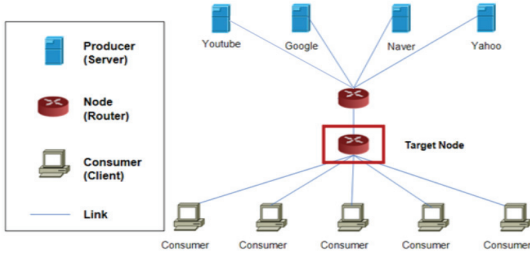 Producer
(Server)
Node
(Router)
Consumer
(Client)
Link
Youtube
Google
Naver
Yahoo
Target Node
Consumer
Consumer
Consumer
Consumer
Consumer